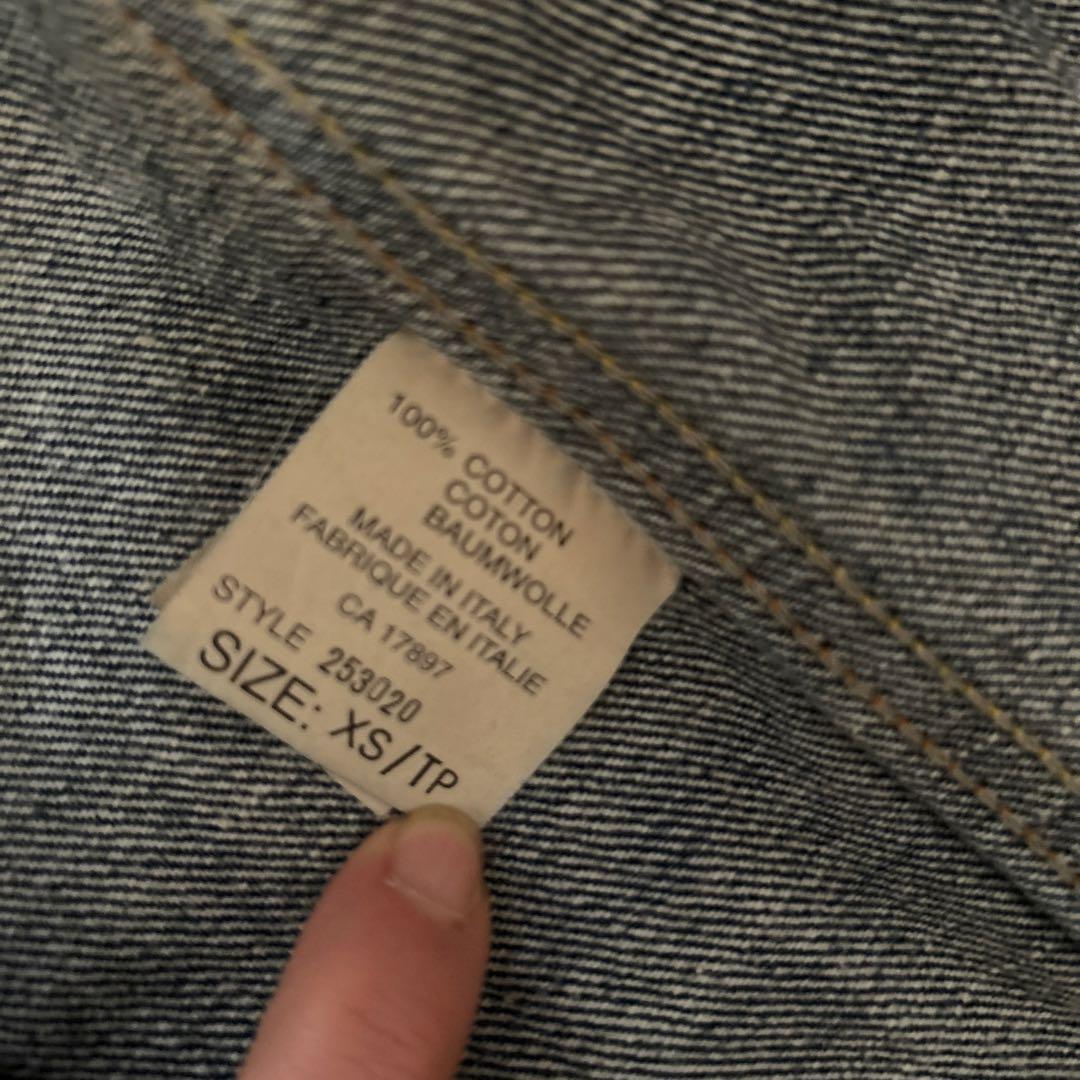 100% COTTON
COTON
BAUMWOLLE
MADE IN ITALY
FABRIQUE EN ITALIE
CA 17897
STYLE 253020
SIZE: XS/TP